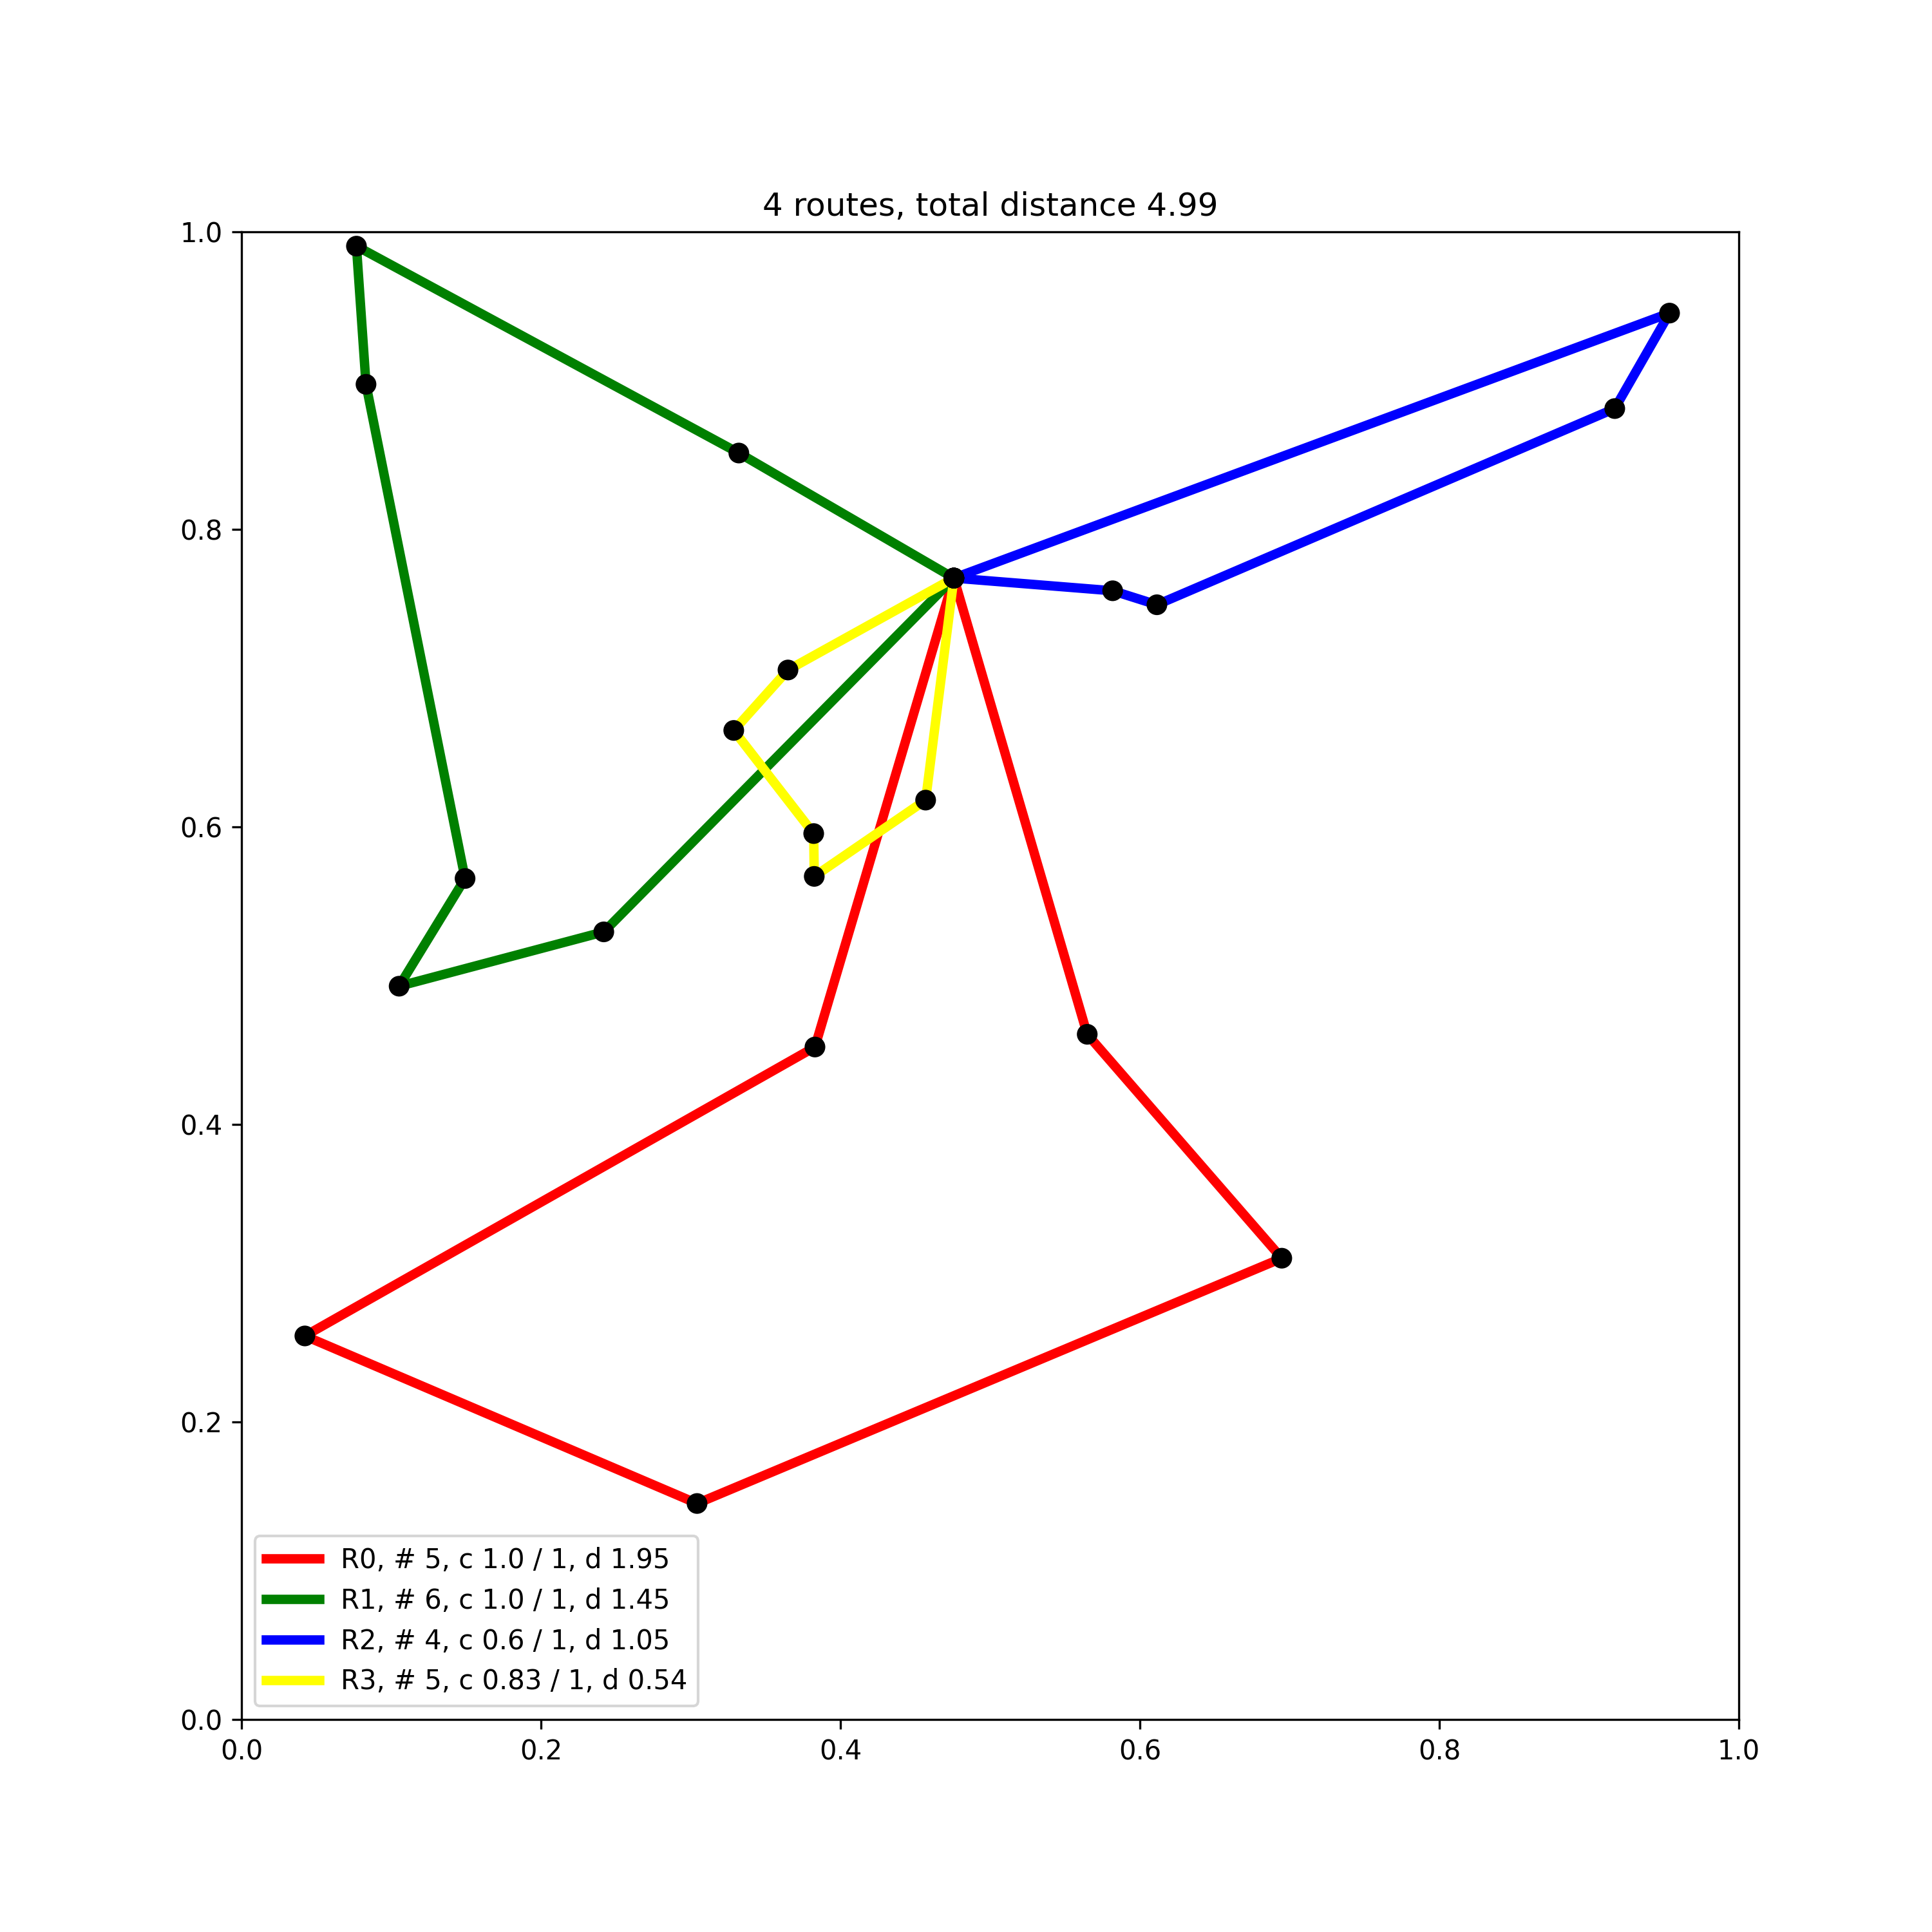 4 routes, total distance 4.99
1.0
0.8
0.6
0.4
0.2
0.0
R0, # 5, c 1.0 / 1, d 1.95
R1, # 6, c 1.0 / 1, d 1.45
R2, # 4, c 0.6 / 1, d 1.05
R3, # 5, c 0.83 / 1, d 0.54
0.0 0.2 0.4 0.6 0.8 1.0